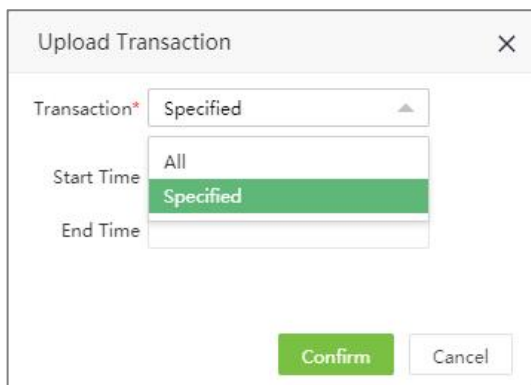 Upload Transaction
Transaction* Specified
All
Start Time
Specified
End Time
Confirm Cancel